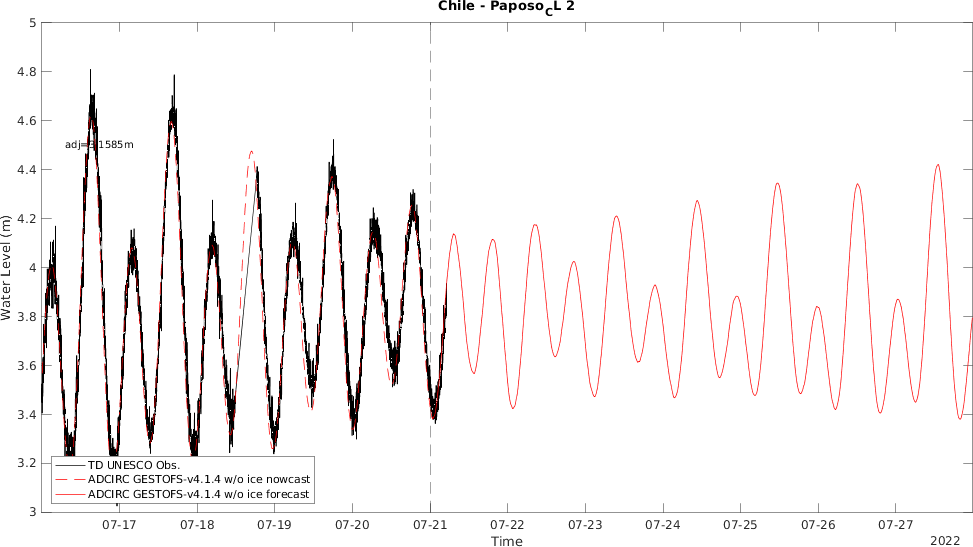 Chile - Paposo_CL 2
5
4.8
4.6
4.4
4.2
4
3.8
3.6
3.4
3.2
3
Water Level (m)
adj=3.1585m
TD UNESCO Obs.
ADCIRC GESTOFS-v4.1.4 w/o ice nowcast
ADCIRC GESTOFS-v4.1.4 w/o ice forecast
07-17 07-18 07-19 07-20 07-21 07-22 07-23 07-24 07-25 07-26 07-27
Time
2022